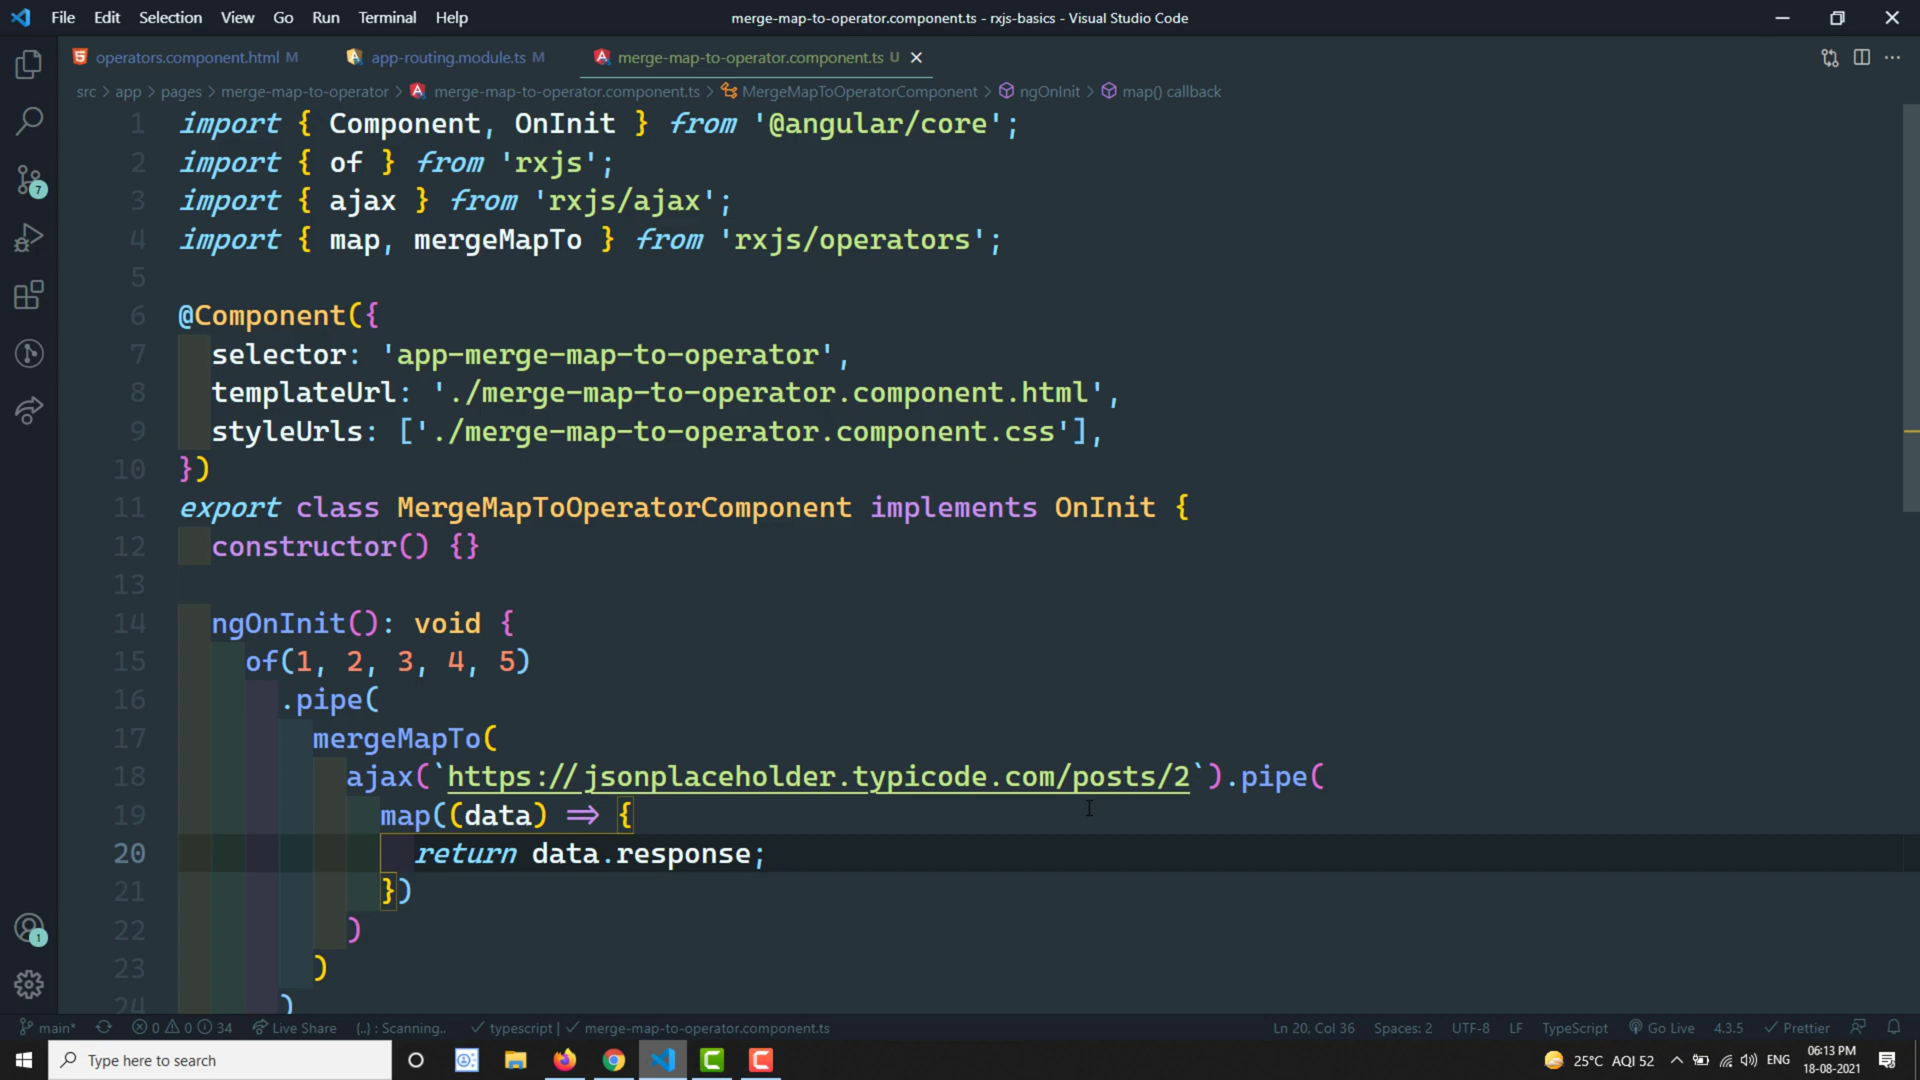 File Edit Selection View Go Run Terminal Help
merge-map-to-operator.component.ts - rxjs-basics - Visual Studio Code
operators.component.html M
app-routing.module.ts M
merge-map-to-operator.component.ts U
src > app > pages > merge-map-to-operator > merge-map-to-operator.component.ts > MergeMapToOperatorComponent > ngOnInit > map() callback
1 import { Component, OnInit } from '@angular/core';
2 import { of } from 'rxjs';
3 import { ajax } from 'rxjs/ajax';
4 import { map, mergeMapTo } from 'rxjs/operators';
5
6 @Component({
7 selector: 'app-merge-map-to-operator',
8 templateUrl: './merge-map-to-operator.component.html',
9 styleUrls: ['./merge-map-to-operator.component.css'],
10 })
11 export class MergeMapToOperatorComponent implements OnInit {
12 constructor() {}
13
14 ngOnInit(): void {
15 of(1, 2, 3, 4, 5)
16 .pipe(
17 mergeMapTo(
18 ajax(`https://jsonplaceholder.typicode.com/posts/2`).pipe(
19 map((data) => {
20 return data.response;
21 })
22 )
23 )
24 )
7
1
main* 0 0 34 Live Share {..} : Scanning.. ✓ typescript | ✓ merge-map-to-operator.component.ts
Ln 20, Col 36 Spaces: 2 UTF-8 LF TypeScript Go Live 4.3.5 ✓ Prettier
Type here to search
25°C AQI 52 ENG
06:13 PM
18-08-2021